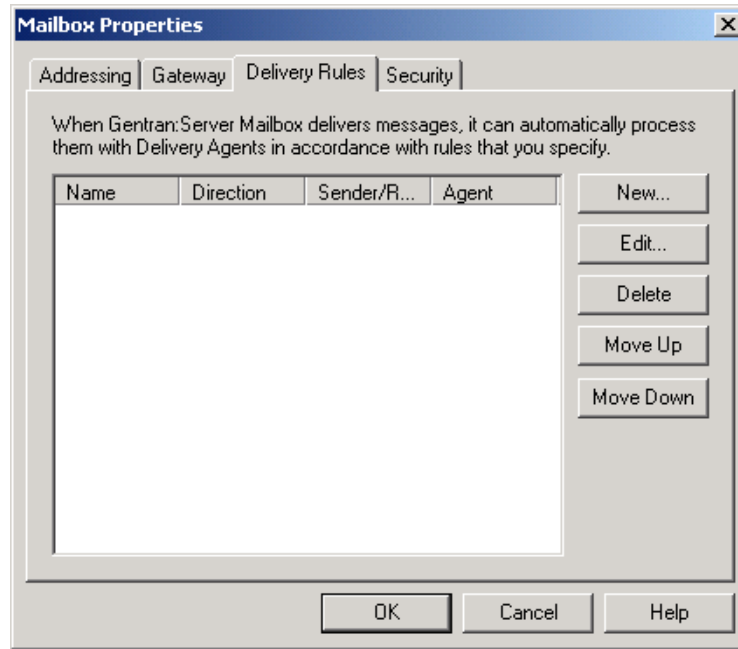 Mailbox Properties
Addressing Gateway Delivery Rules Security
When Gentran:Server Mailbox delivers messages, it can automatically process
them with Delivery Agents in accordance with rules that you specify.
Name Direction Sender/R... Agent
New...
Edit...
Delete
Move Up
Move Down
OK Cancel Help